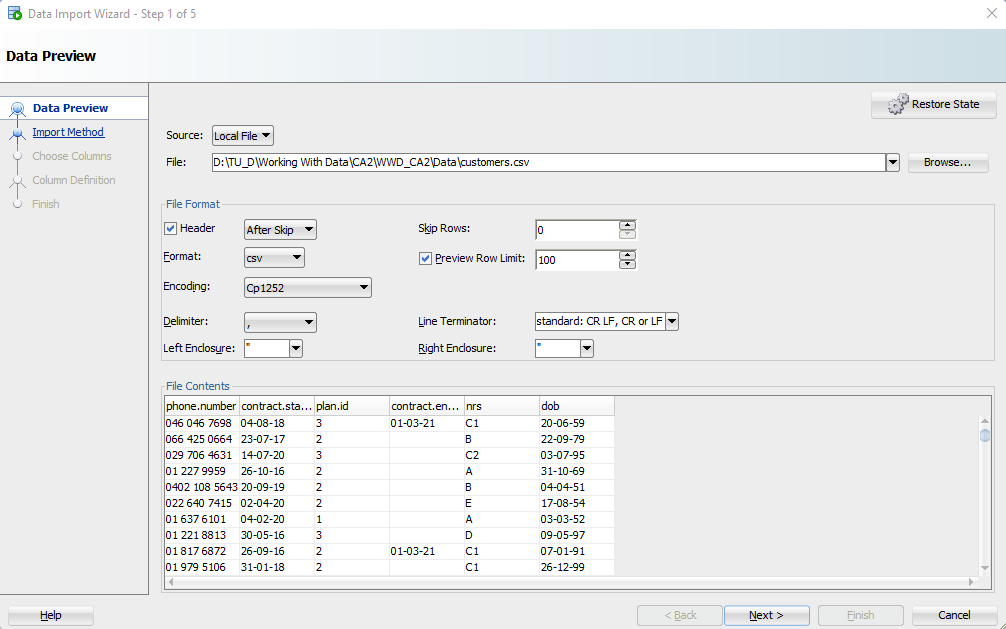 Data Import Wizard - Step 1 of 5
Data Preview
Data Preview
Import Method
Choose Columns
Column Definition
Finish
Restore State
Source: Local File
File: D:\TU_D\Working With Data\CA2\WWD_CA2\Data\customers.csv Browse...
File Format
Header After Skip Skip Rows: 0
Format: csv Preview Row Limit: 100
Encoding: Cp1252
Delimiter: , Line Terminator: standard: CR LF, CR or LF
Left Enclosure: " Right Enclosure: "
File Contents
phone.number contract.sta... plan.id contract.en... nrs dob
046 046 7698 04-08-18 3 01-03-21 C1 20-06-59
066 425 0664 23-07-17 2 B 22-09-79
029 706 4631 14-07-20 3 C2 03-07-95
01 227 9959 26-10-16 2 A 31-10-69
0402 108 5643 20-09-19 2 B 04-04-51
022 640 7415 02-04-20 2 E 17-08-54
01 637 6101 04-02-20 1 A 03-03-52
01 221 8813 30-05-16 3 D 09-05-97
01 817 6872 26-09-16 2 01-03-21 C1 07-01-91
01 979 5106 31-01-18 2 C1 26-12-99
Help < Back Next > Finish Cancel